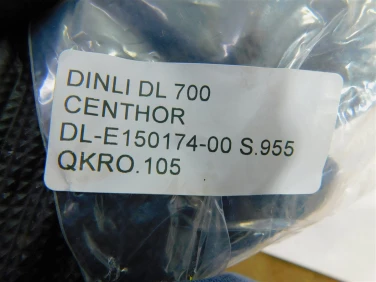 DINLI DL 700
CENTHOR
DL-E150174-00 S.955
QKRO.105